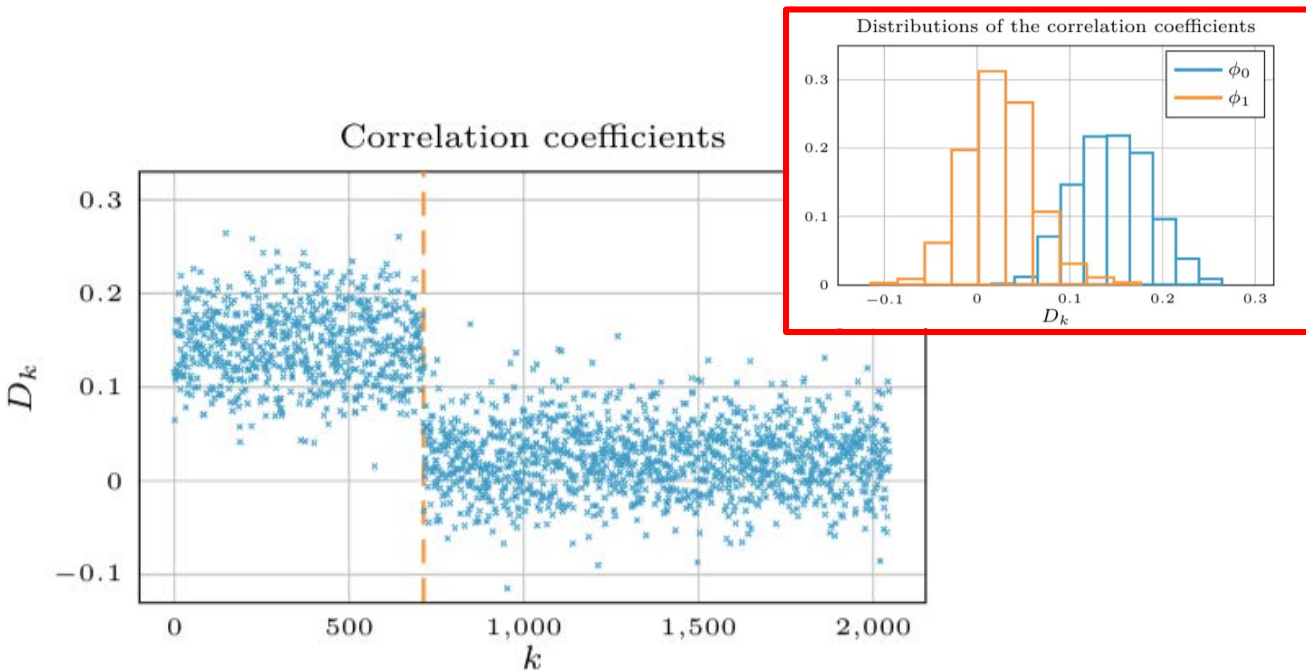 Distributions of the correlation coefficients
0.3
0.2
0.1
0
ϕ₀
ϕ₁
−0.1 0 0.1 0.2 0.3
Dₖ
Correlation coefficients
0.3
0.2
0.1
0
−0.1
Dₖ
0 500 1,000 1,500 2,000
k